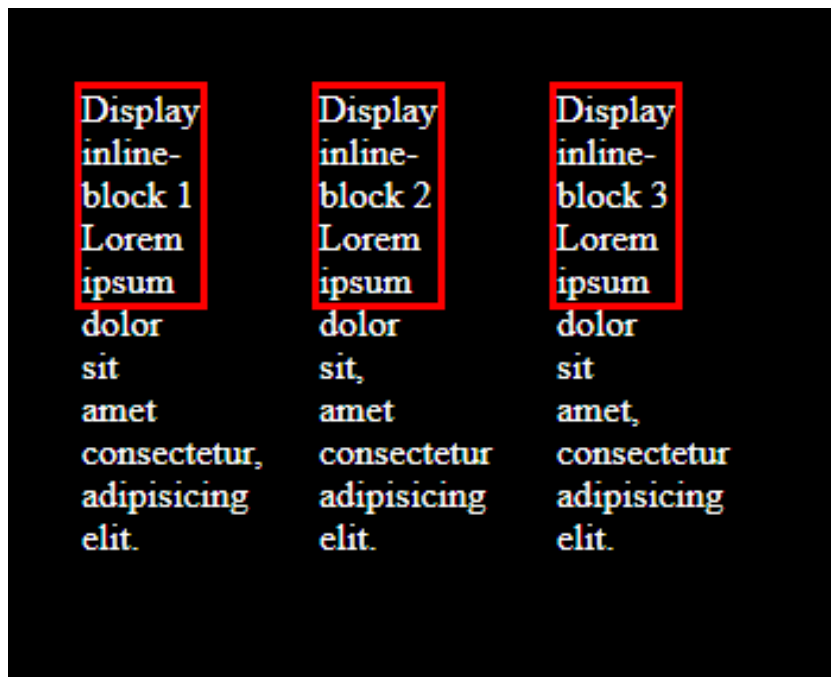 Display
inline-
block 1
Lorem
ipsum
dolor
sit
amet
consectetur,
adipisicing
elit.
Display
inline-
block 2
Lorem
ipsum
dolor
sit,
amet
consectetur
adipisicing
elit.
Display
inline-
block 3
Lorem
ipsum
dolor
sit
amet,
consectetur
adipisicing
elit.